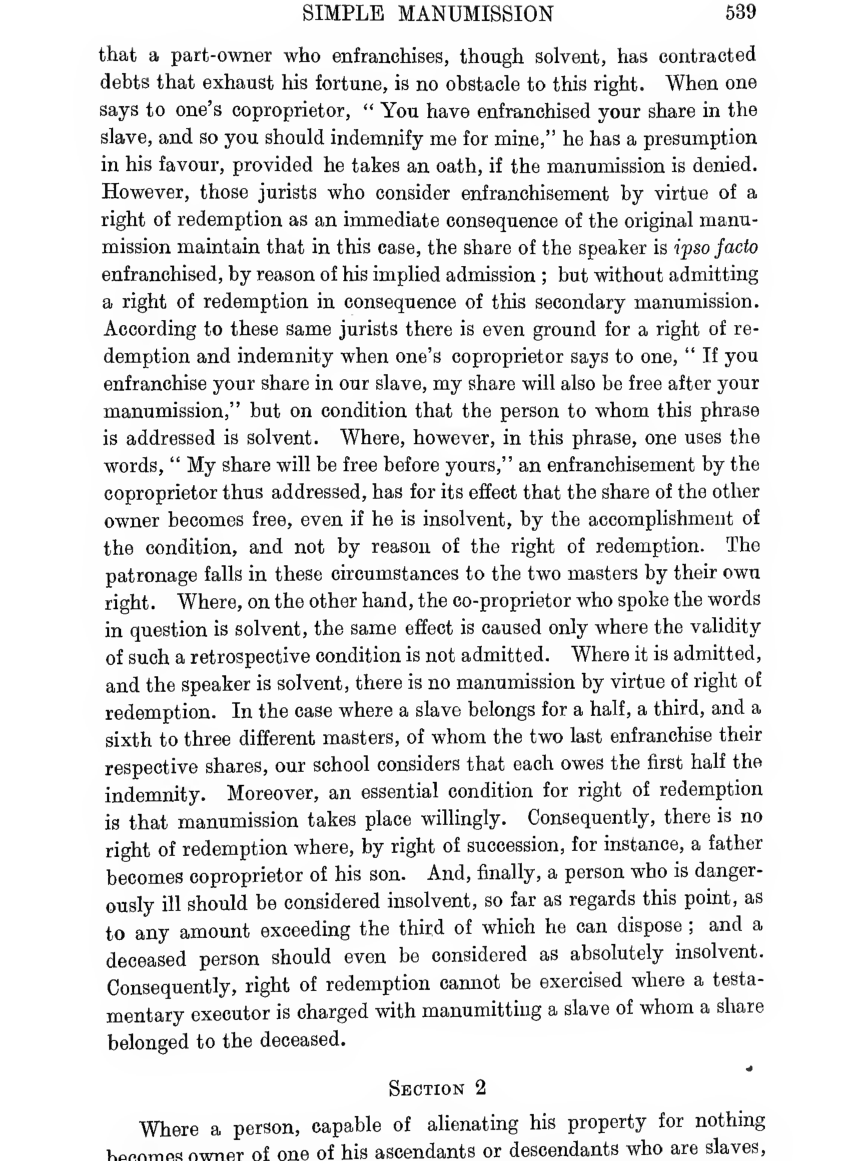 SIMPLE MANUMISSION 539
that a part-owner who enfranchises, though solvent, has contracted
debts that exhaust his fortune, is no obstacle to this right. When one
says to one's coproprietor, “ You have enfranchised your share in the
slave, and so you should indemnify me for mine,” he has a presumption
in his favour, provided he takes an oath, if the manumission is denied.
However, those jurists who consider enfranchisement by virtue of a
right of redemption as an immediate consequence of the original manu-
mission maintain that in this case, the share of the speaker is ipso facto
enfranchised, by reason of his implied admission ; but without admitting
a right of redemption in consequence of this secondary manumission.
According to these same jurists there is even ground for a right of re-
demption and indemnity when one's coproprietor says to one, “ If you
enfranchise your share in our slave, my share will also be free after your
manumission,” but on condition that the person to whom this phrase
is addressed is solvent. Where, however, in this phrase, one uses the
words, “ My share will be free before yours,” an enfranchisement by the
coproprietor thus addressed, has for its effect that the share of the other
owner becomes free, even if he is insolvent, by the accomplishment of
the condition, and not by reason of the right of redemption. The
patronage falls in these circumstances to the two masters by their own
right. Where, on the other hand, the co-proprietor who spoke the words
in question is solvent, the same effect is caused only where the validity
of such a retrospective condition is not admitted. Where it is admitted,
and the speaker is solvent, there is no manumission by virtue of right of
redemption. In the case where a slave belongs for a half, a third, and a
sixth to three different masters, of whom the two last enfranchise their
respective shares, our school considers that each owes the first half the
indemnity. Moreover, an essential condition for right of redemption
is that manumission takes place willingly. Consequently, there is no
right of redemption where, by right of succession, for instance, a father
becomes coproprietor of his son. And, finally, a person who is danger-
ously ill should be considered insolvent, so far as regards this point, as
to any amount exceeding the third of which he can dispose ; and a
deceased person should even be considered as absolutely insolvent.
Consequently, right of redemption cannot be exercised where a testa-
mentary executor is charged with manumitting a slave of whom a share
belonged to the deceased.
SECTION 2
Where a person, capable of alienating his property for nothing
becomes owner of one of his ascendants or descendants who are slaves,